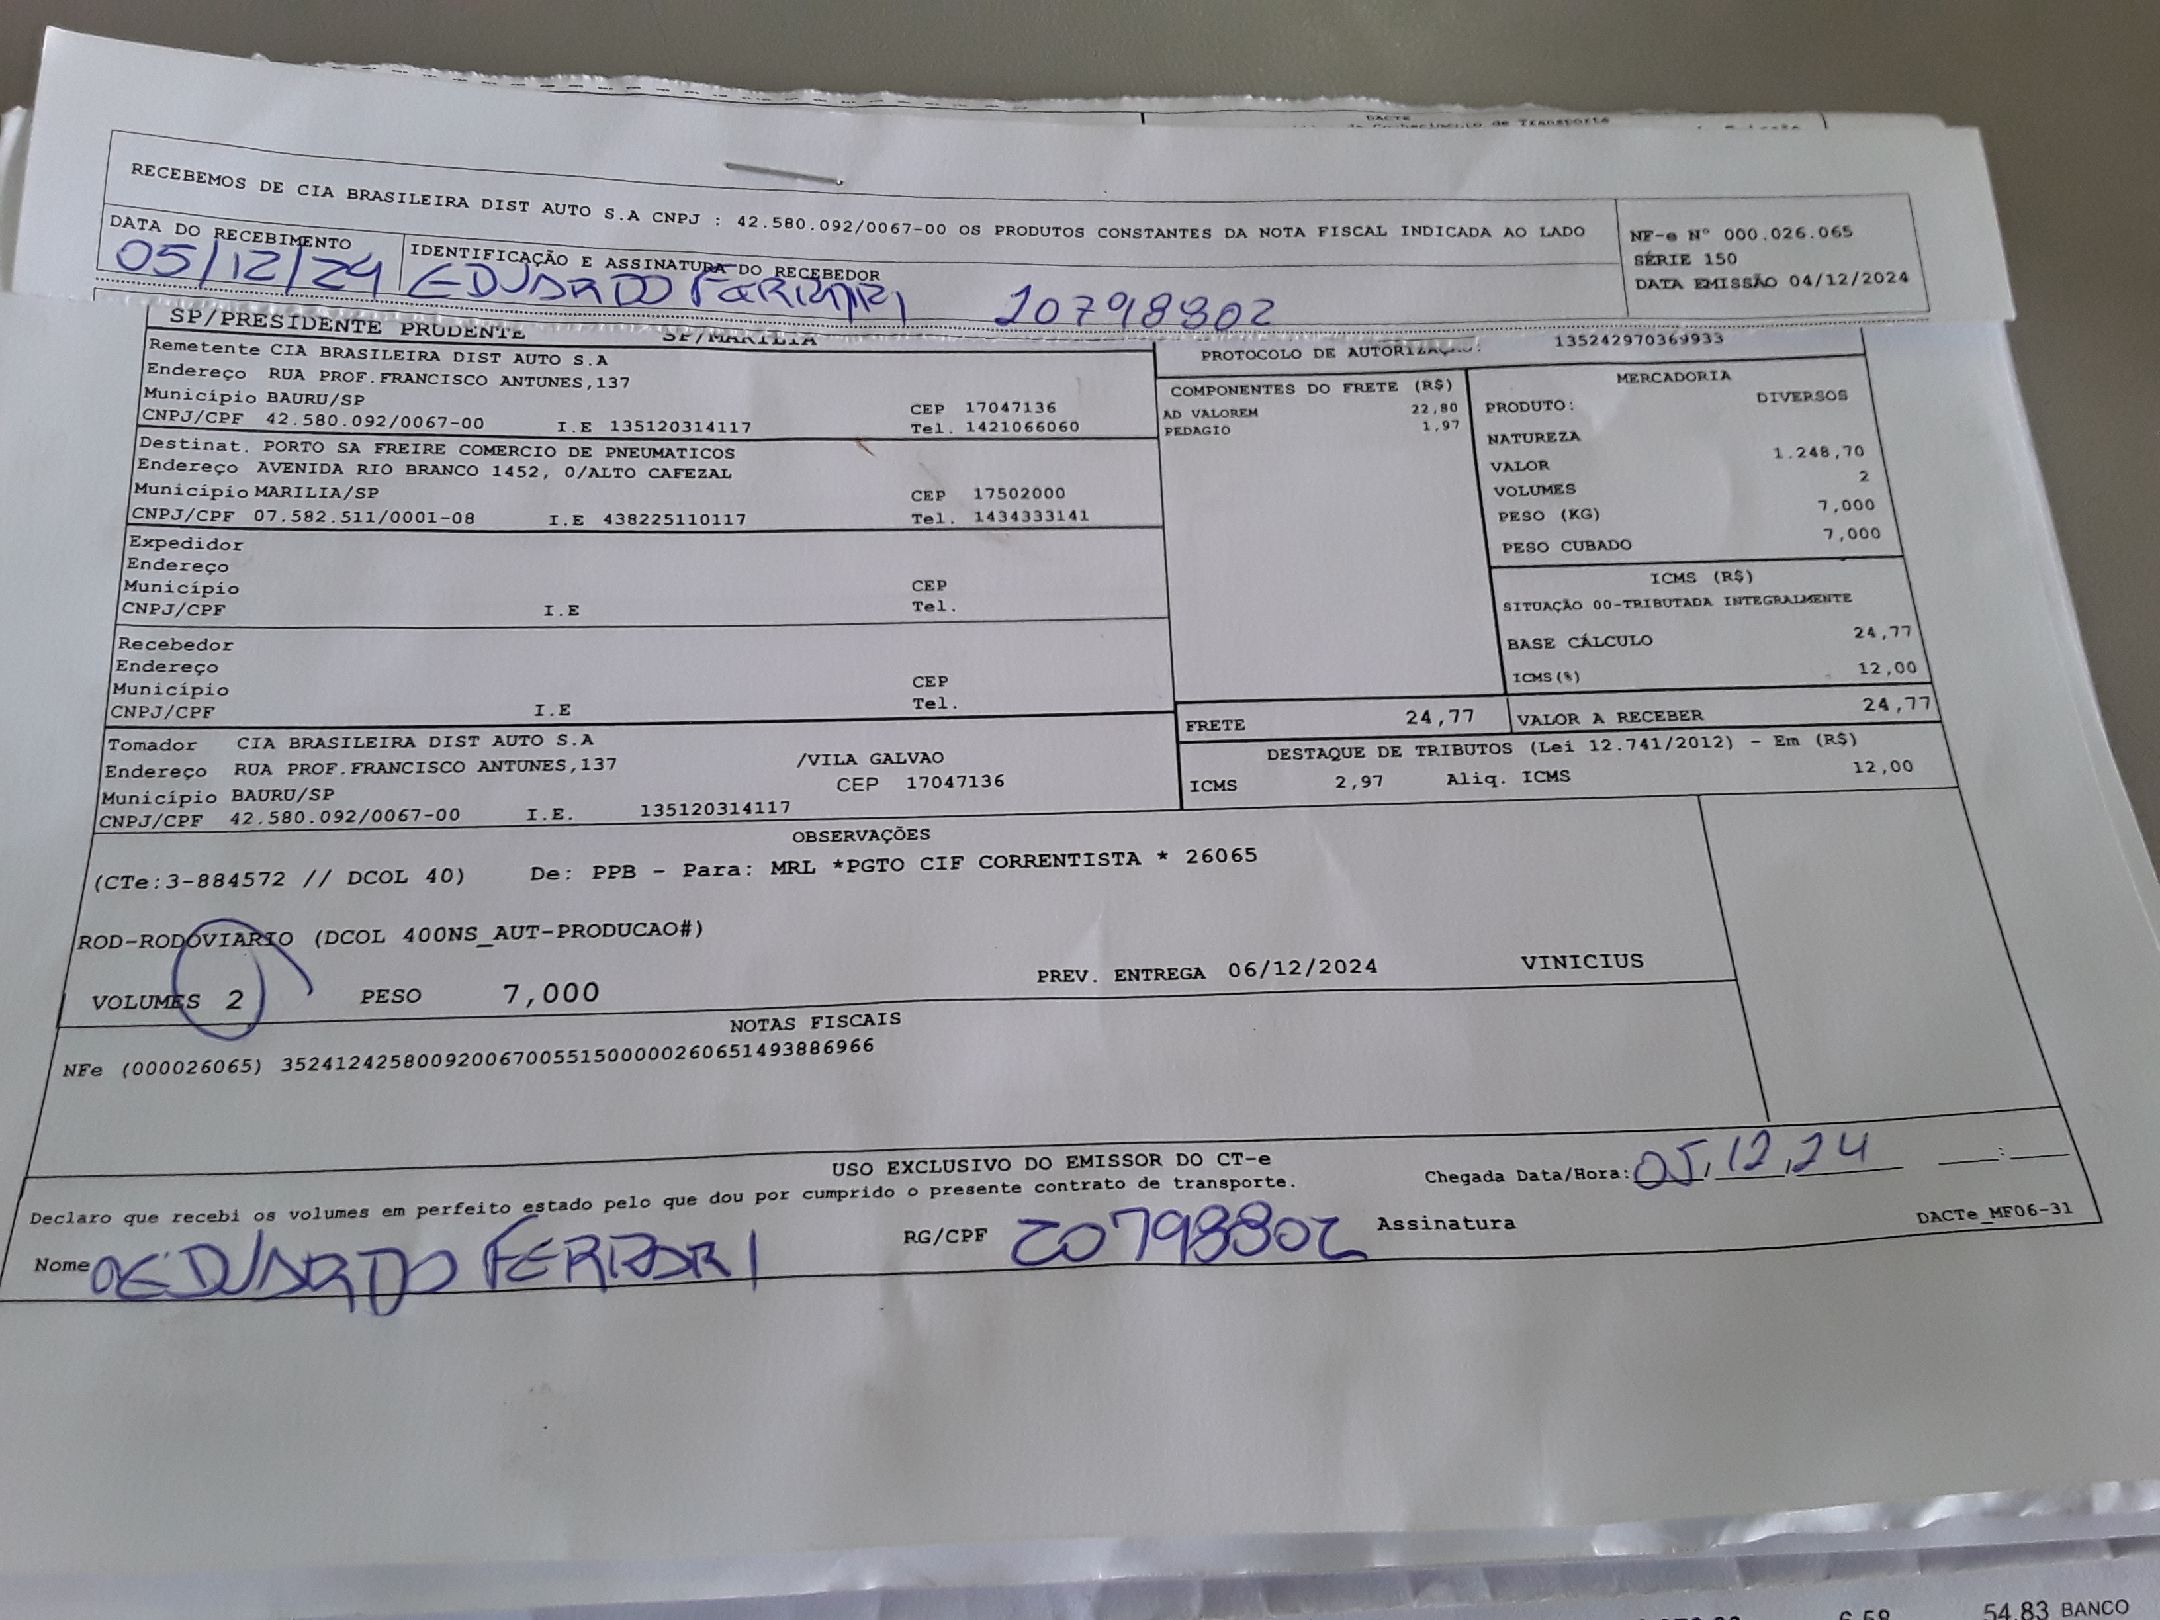 DACTE
de Conhecimento de Transporte
RECEBEMOS DE CIA BRASILEIRA DIST AUTO S.A CNPJ : 42.580.092/0067-00 OS PRODUTOS CONSTANTES DA NOTA FISCAL INDICADA AO LADO
NF-e Nº 000.026.065
SÉRIE 150
DATA EMISSÃO 04/12/2024
DATA DO RECEBIMENTO
05/12/24
IDENTIFICAÇÃO E ASSINATURA DO RECEBEDOR
EDUARDO FERRARI 20798802
SP/PRESIDENTE PRUDENTE SP/MARILIA
PROTOCOLO DE AUTORIZAÇÃO: 135242970369933
Remetente CIA BRASILEIRA DIST AUTO S.A
Endereço RUA PROF.FRANCISCO ANTUNES,137
Município BAURU/SP CEP 17047136
CNPJ/CPF 42.580.092/0067-00 I.E 135120314117 Tel. 1421066060
Destinat. PORTO SA FREIRE COMERCIO DE PNEUMATICOS
Endereço AVENIDA RIO BRANCO 1452, 0/ALTO CAFEZAL
Município MARILIA/SP CEP 17502000
CNPJ/CPF 07.582.511/0001-08 I.E 438225110117 Tel. 1434333141
Expedidor
Endereço
Município CEP
CNPJ/CPF I.E Tel.
Recebedor
Endereço
Município CEP
CNPJ/CPF I.E Tel.
Tomador CIA BRASILEIRA DIST AUTO S.A
Endereço RUA PROF.FRANCISCO ANTUNES,137 /VILA GALVAO
Município BAURU/SP CEP 17047136
CNPJ/CPF 42.580.092/0067-00 I.E. 135120314117
COMPONENTES DO FRETE (R$)
AD VALOREM 22,80
PEDAGIO 1,97
MERCADORIA
PRODUTO: DIVERSOS
NATUREZA
VALOR 1.248,70
VOLUMES 2
PESO (KG) 7,000
PESO CUBADO 7,000
ICMS (R$)
SITUAÇÃO 00-TRIBUTADA INTEGRALMENTE
BASE CÁLCULO 24,77
ICMS(%) 12,00
FRETE 24,77 VALOR A RECEBER 24,77
DESTAQUE DE TRIBUTOS (Lei 12.741/2012) - Em (R$)
ICMS 2,97 Aliq. ICMS 12,00
OBSERVAÇÕES
(CTe:3-884572 // DCOL 40) De: PPB - Para: MRL *PGTO CIF CORRENTISTA * 26065
ROD-RODOVIARIO (DCOL 400NS_AUT-PRODUCAO#)
VOLUMES 2 PESO 7,000 PREV. ENTREGA 06/12/2024 VINICIUS
NOTAS FISCAIS
NFe (000026065) 35241242580092006700551500000260651493886966
USO EXCLUSIVO DO EMISSOR DO CT-e
Declaro que recebi os volumes em perfeito estado pelo que dou por cumprido o presente contrato de transporte.
Chegada Data/Hora: 05,12,24 __:__
Nome EDUARDO FERRARI RG/CPF 20798802 Assinatura
DACTe_MF06-31
6,58 54,83 BANCO